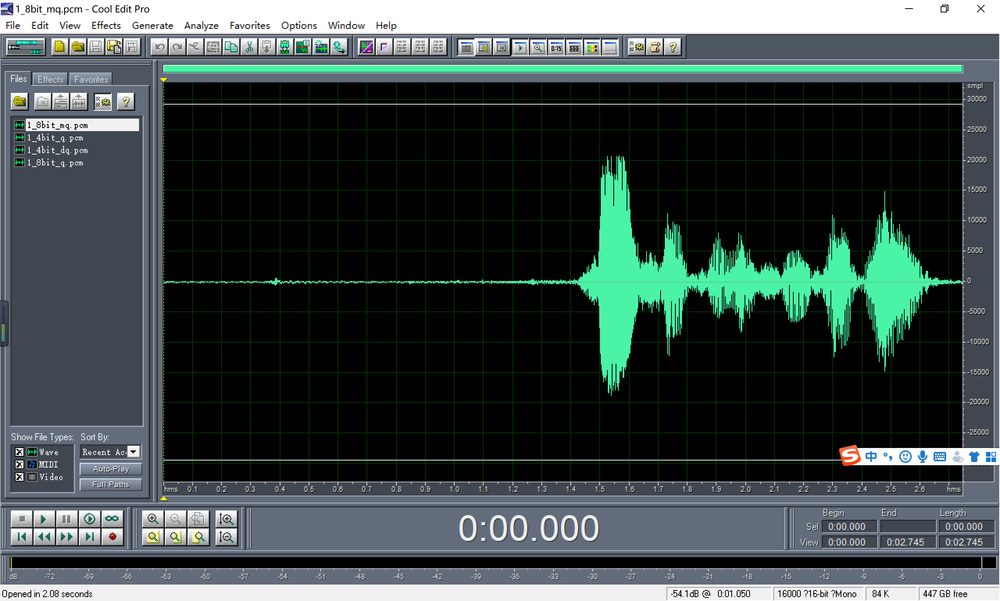 1_8bit_mq.pcm - Cool Edit Pro
File Edit View Effects Generate Analyze Favorites Options Window Help
0:15
Files Effects Favorites
1_8bit_mq.pcm
1_4bit_q.pcm
1_4bit_dq.pcm
1_8bit_q.pcm
Show File Types: Sort By:
Wave
MIDI
Video
Recent Ac
Auto-Play
Full Paths
smpl
30000
25000
20000
15000
10000
5000
0
-5000
-10000
-15000
-20000
-25000
中
hms 0.1 0.2 0.3 0.4 0.5 0.6 0.7 0.8 0.9 1.0 1.1 1.2 1.3 1.4 1.5 1.6 1.7 1.8 1.9 2.0 2.1 2.2 2.3 2.4 2.5 2.6 hms
0:00.000
Begin End Length
Sel 0:00.000 0:00.000
View 0:00.000 0:02.745 0:02.745
dB -72 -69 -66 -63 -60 -57 -54 -51 -48 -45 -42 -39 -36 -33 -30 -27 -24 -21 -18 -15 -12 -9 -6 -3 0
Opened in 2.08 seconds
-54.1dB @ 0:01.050 16000 ?16-bit ?Mono 84 K 447 GB free